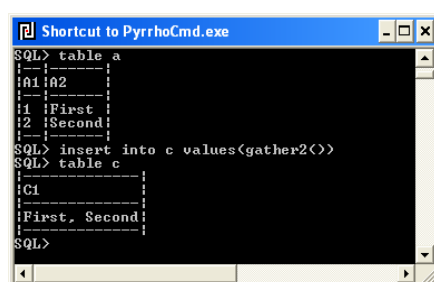 Shortcut to PyrrhoCmd.exe
SQL> table a
|--|------|
|A1|A2    |
|--|------|
|1 |First |
|2 |Second|
|--|------|
SQL> insert into c values(gather2())
SQL> table c
|-------------|
|C1           |
|-------------|
|First, Second|
|-------------|
SQL>